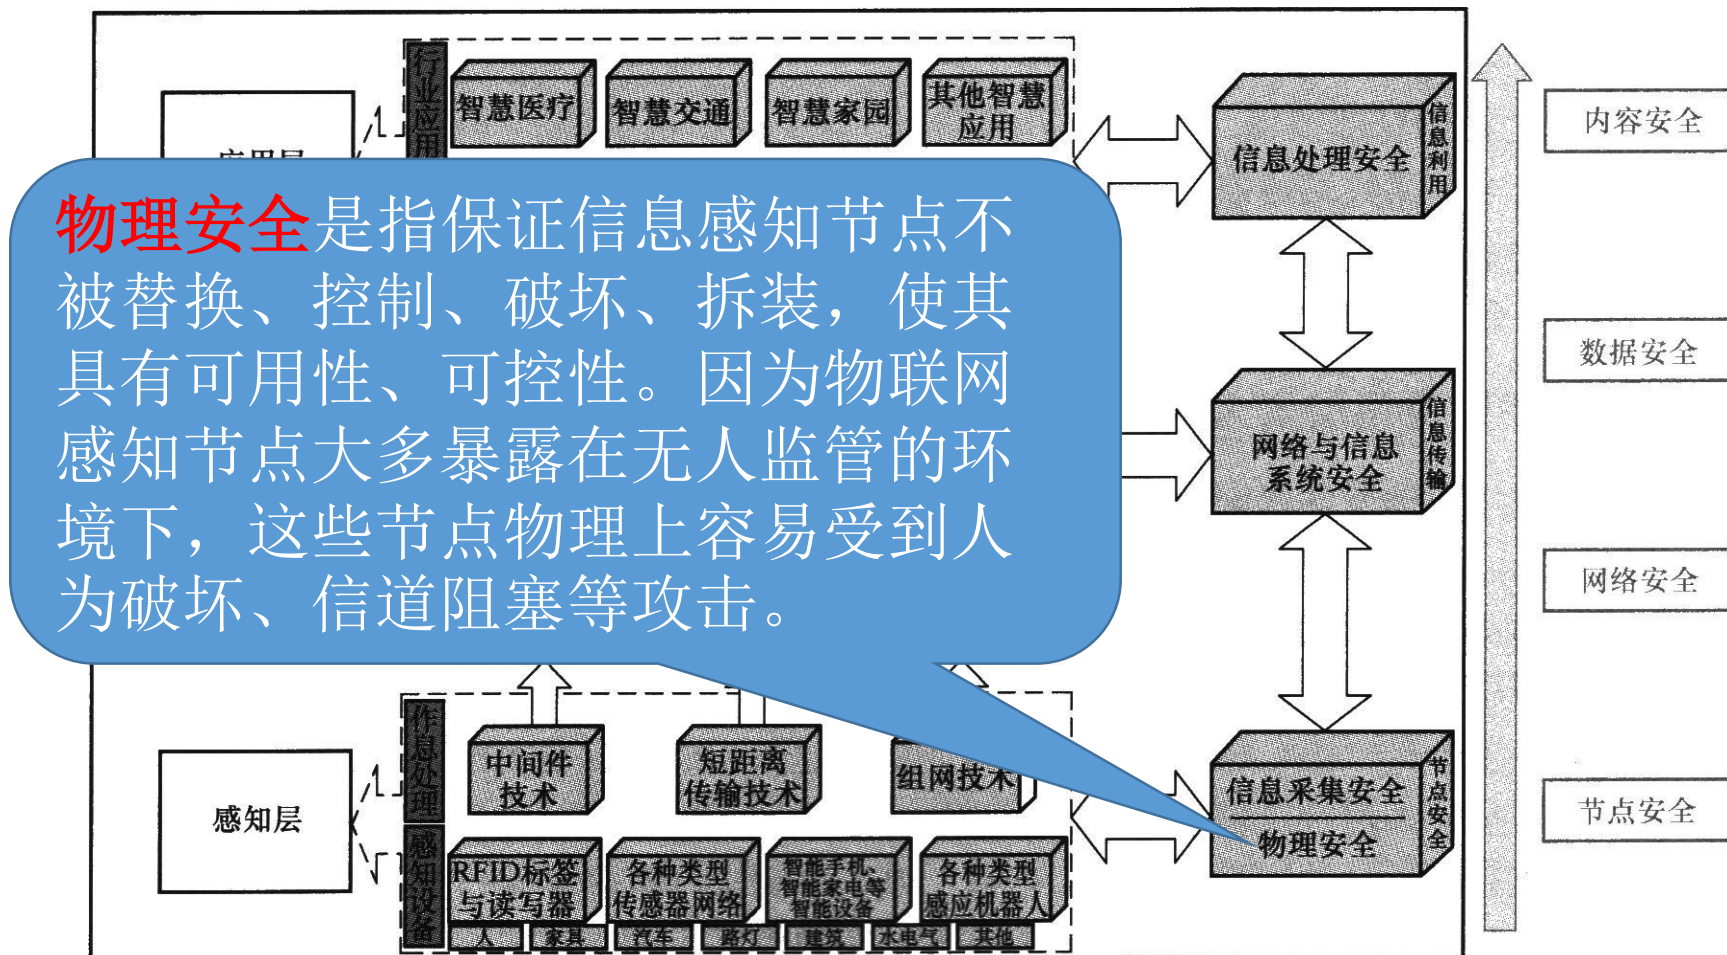 行业应用
智慧医疗
智慧交通
智慧家园
其他智慧
应用
信息处理安全
信息利用
内容安全
物理安全是指保证信息感知节点不
被替换、控制、破坏、拆装，使其
具有可用性、可控性。因为物联网
感知节点大多暴露在无人监管的环
境下，这些节点物理上容易受到人
为破坏、信道阻塞等攻击。
数据安全
网络与信息
系统安全
信息传输
网络安全
感知层
中间件
技术
短距离
传输技术
组网技术
信息采集安全
物理安全
节点安全
节点安全
感知设备
RFID标签
与读写器
各种类型
传感器网络
智能手机、
智能家电等
智能设备
各种类型
感应机器人
人
家具
汽车
路灯
建筑
水电气
其他